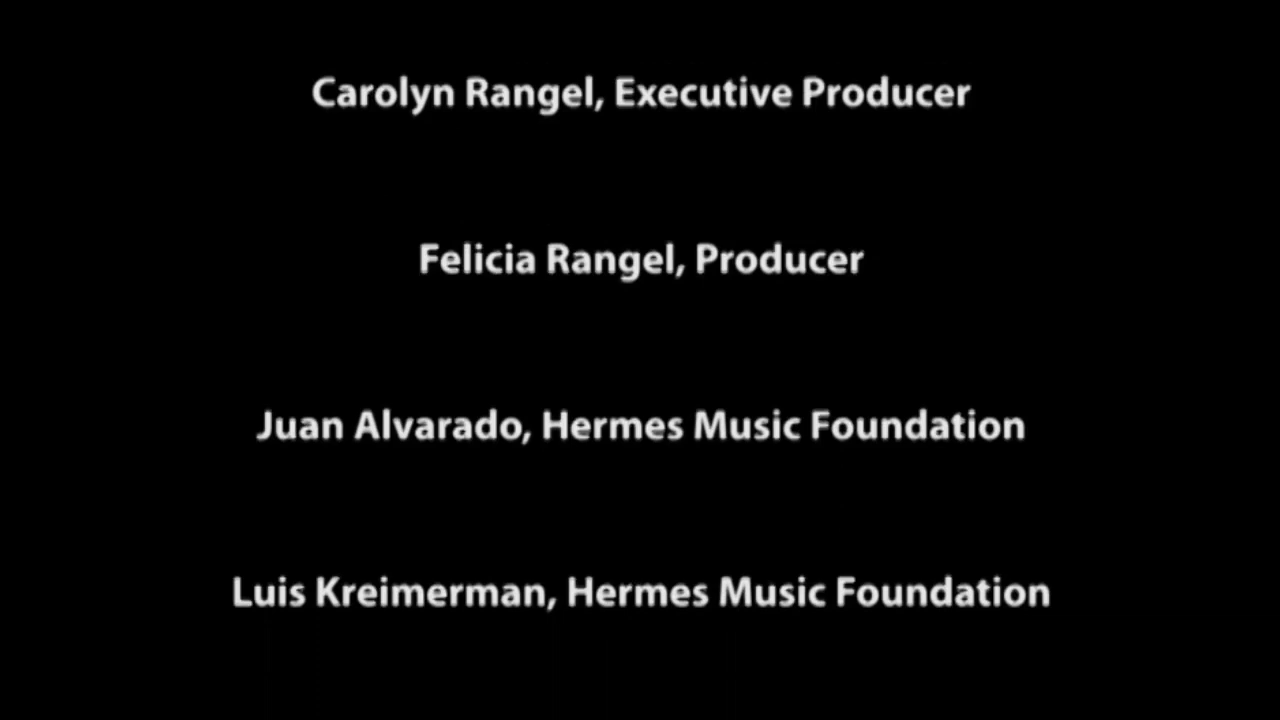 Carolyn Rangel, Executive Producer
Felicia Rangel, Producer
Juan Alvarado, Hermes Music Foundation
Luis Kreimerman, Hermes Music Foundation